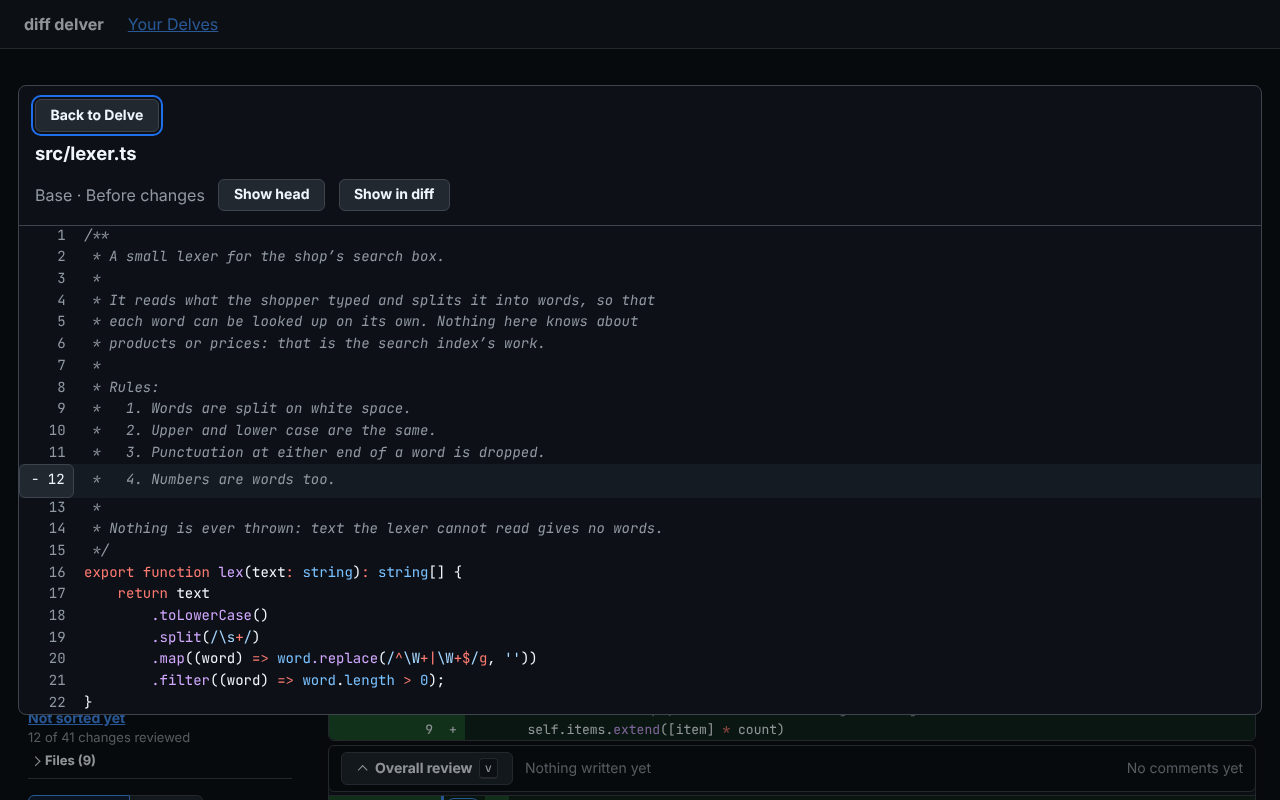 diff delver Your Delves
Back to Delve
src/lexer.ts
Base · Before changes Show head Show in diff
1 /**
2 * A small lexer for the shop’s search box.
3 *
4 * It reads what the shopper typed and splits it into words, so that
5 * each word can be looked up on its own. Nothing here knows about
6 * products or prices: that is the search index’s work.
7 *
8 * Rules:
9 *   1. Words are split on white space.
10 *   2. Upper and lower case are the same.
11 *   3. Punctuation at either end of a word is dropped.
- 12 *   4. Numbers are words too.
13 *
14 * Nothing is ever thrown: text the lexer cannot read gives no words.
15 */
16 export function lex(text: string): string[] {
17     return text
18         .toLowerCase()
19         .split(/\s+/)
20         .map((word) => word.replace(/^\W+|\W+$/g, ''))
21         .filter((word) => word.length > 0);
22 }
Not sorted yet
12 of 41 changes reviewed
Files (9)
9 + self.items.extend([item] * count)
Overall review v Nothing written yet No comments yet